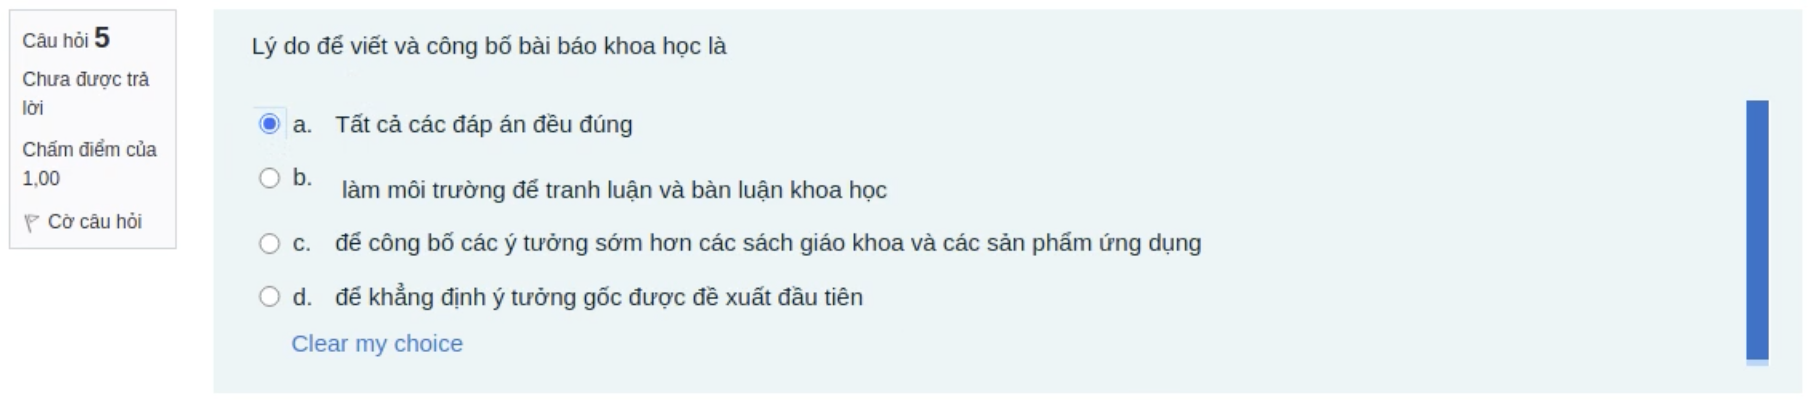 Câu hỏi 5
Chưa được trả
lời
Chấm điểm của
1,00
Cờ câu hỏi
Lý do để viết và công bố bài báo khoa học là
a. Tất cả các đáp án đều đúng
b. làm môi trường để tranh luận và bàn luận khoa học
c. để công bố các ý tưởng sớm hơn các sách giáo khoa và các sản phẩm ứng dụng
d. để khẳng định ý tưởng gốc được đề xuất đầu tiên
Clear my choice